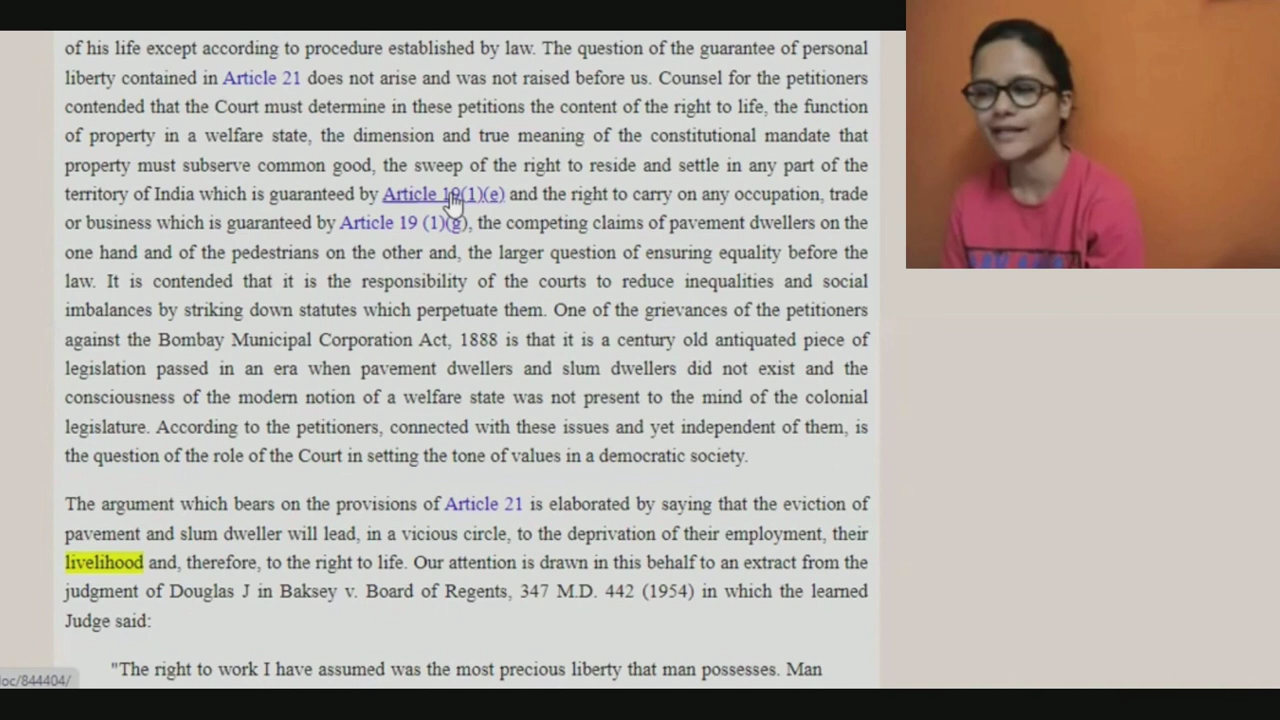 of his life except according to procedure established by law. The question of the guarantee of personal
liberty contained in Article 21 does not arise and was not raised before us. Counsel for the petitioners
contended that the Court must determine in these petitions the content of the right to life, the function
of property in a welfare state, the dimension and true meaning of the constitutional mandate that
property must subserve common good, the sweep of the right to reside and settle in any part of the
territory of India which is guaranteed by Article 19(1)(e) and the right to carry on any occupation, trade
or business which is guaranteed by Article 19 (1)(g), the competing claims of pavement dwellers on the
one hand and of the pedestrians on the other and, the larger question of ensuring equality before the
law. It is contended that it is the responsibility of the courts to reduce inequalities and social
imbalances by striking down statutes which perpetuate them. One of the grievances of the petitioners
against the Bombay Municipal Corporation Act, 1888 is that it is a century old antiquated piece of
legislation passed in an era when pavement dwellers and slum dwellers did not exist and the
consciousness of the modern notion of a welfare state was not present to the mind of the colonial
legislature. According to the petitioners, connected with these issues and yet independent of them, is
the question of the role of the Court in setting the tone of values in a democratic society.
The argument which bears on the provisions of Article 21 is elaborated by saying that the eviction of
pavement and slum dweller will lead, in a vicious circle, to the deprivation of their employment, their
livelihood and, therefore, to the right to life. Our attention is drawn in this behalf to an extract from the
judgment of Douglas J in Baksey v. Board of Regents, 347 M.D. 442 (1954) in which the learned
Judge said:
"The right to work I have assumed was the most precious liberty that man possesses. Man
loc/844404/